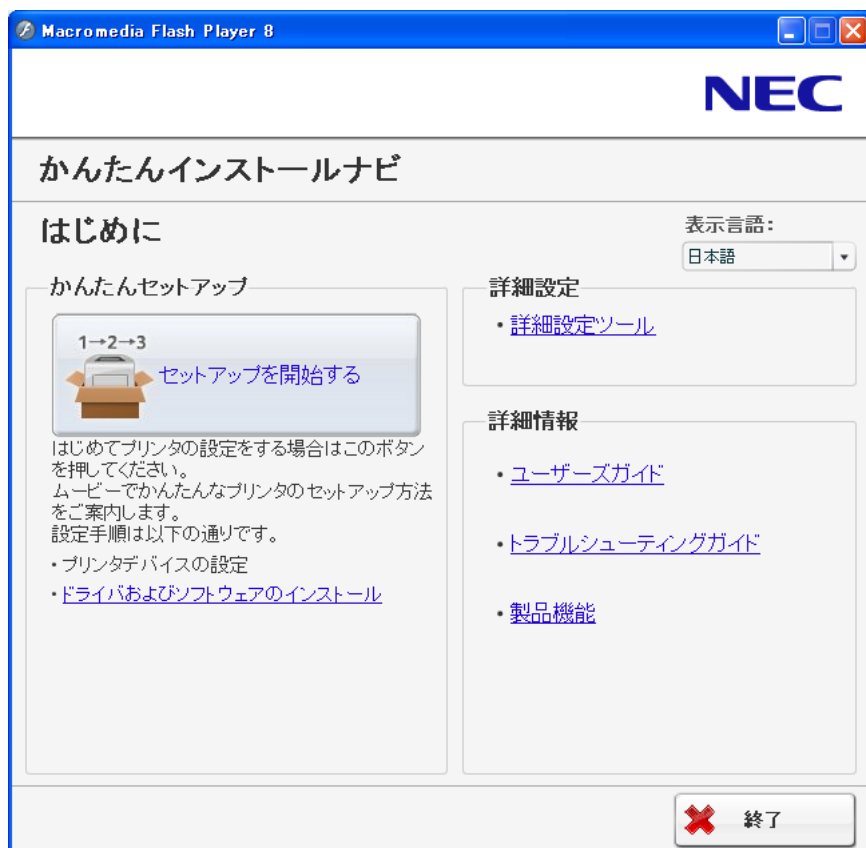 Macromedia Flash Player 8
NEC
かんたんインストールナビ
はじめに
表示言語:
日本語
かんたんセットアップ
1→2→3
セットアップを開始する
はじめてプリンタの設定をする場合はこのボタン
を押してください。
ムービーでかんたんなプリンタのセットアップ方法
をご案内します。
設定手順は以下の通りです。
・プリンタデバイスの設定
・ドライバおよびソフトウェアのインストール
詳細設定
・詳細設定ツール
詳細情報
・ユーザーズガイド
・トラブルシューティングガイド
・製品機能
終了